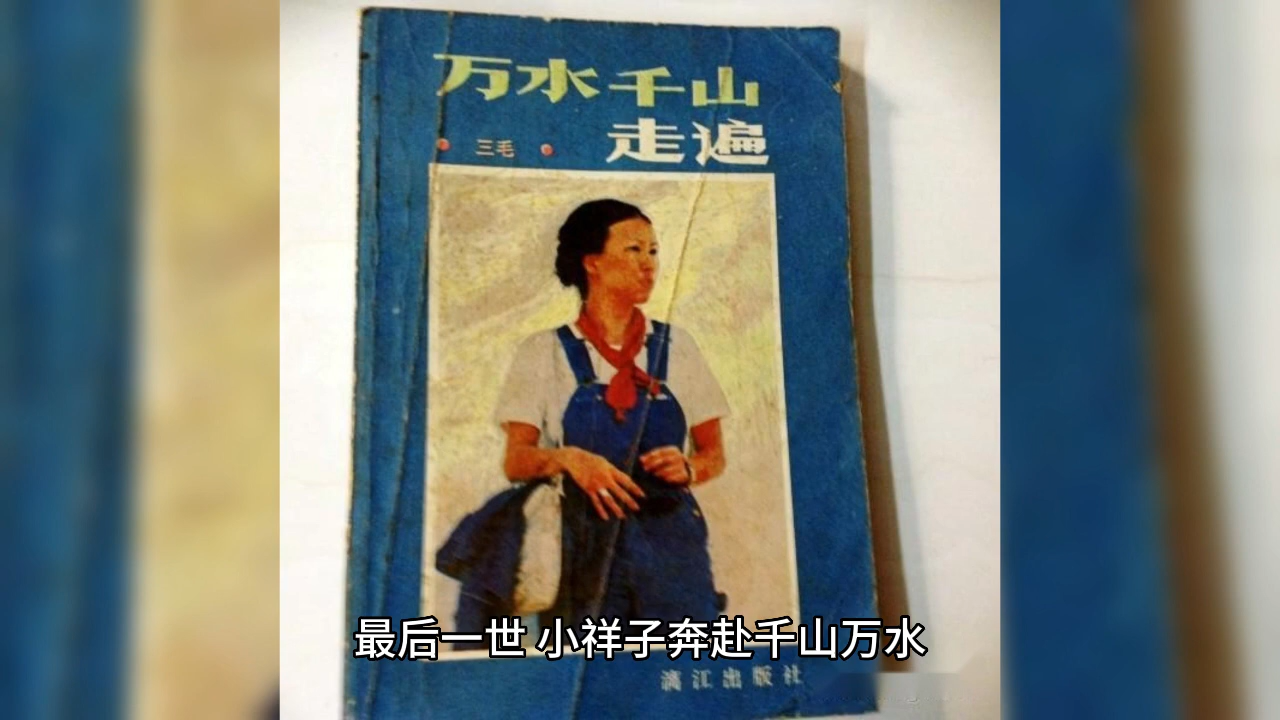 万水千山
走遍
三毛
最后一世 小祥子奔赴千山万水
漓江出版社